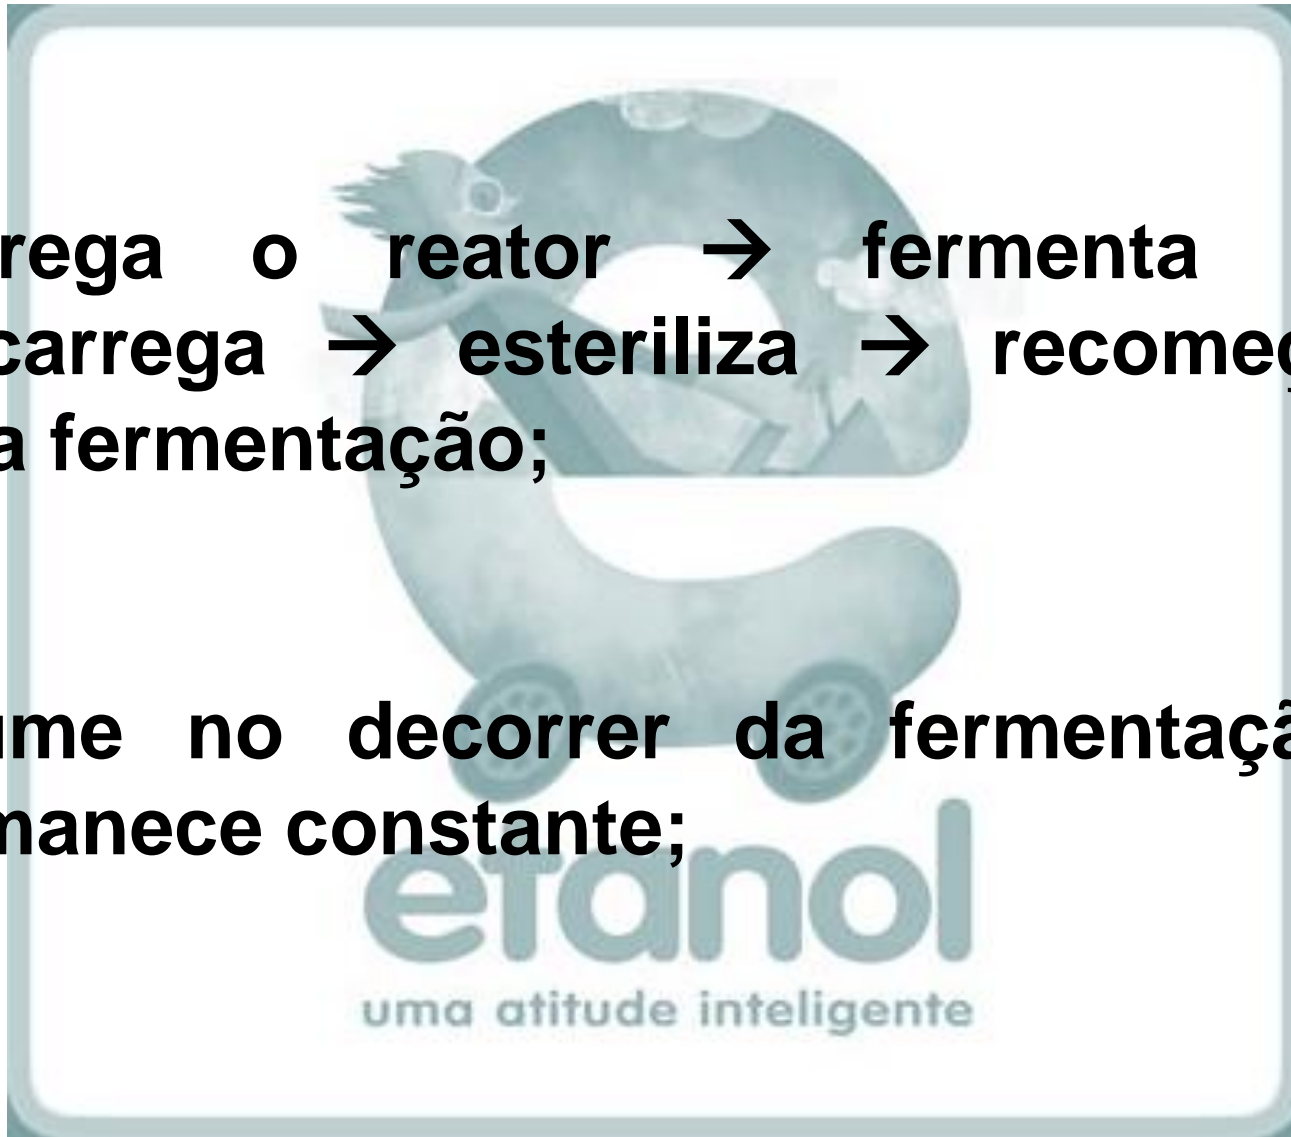 rega o reator → fermenta
carrega → esteriliza → recomeç
a fermentação;
ume no decorrer da fermentaçã
manece constante;
etanol
uma atitude inteligente